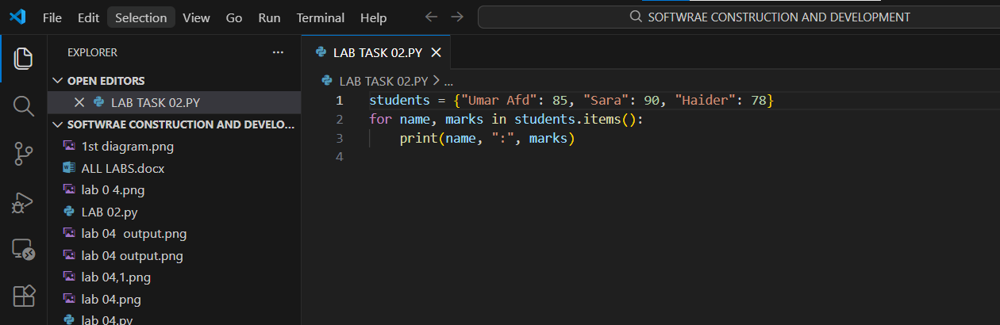 File Edit Selection View Go Run Terminal Help
SOFTWRAE CONSTRUCTION AND DEVELOPMENT
EXPLORER
OPEN EDITORS
LAB TASK 02.PY
SOFTWRAE CONSTRUCTION AND DEVELO...
1st diagram.png
ALL LABS.docx
lab 0 4.png
LAB 02.py
lab 04  output.png
lab 04 output.png
lab 04,1.png
lab 04.png
lab 04.py
LAB TASK 02.PY
LAB TASK 02.PY > ...
1 students = {"Umar Afd": 85, "Sara": 90, "Haider": 78}
2 for name, marks in students.items():
3     print(name, ":", marks)
4